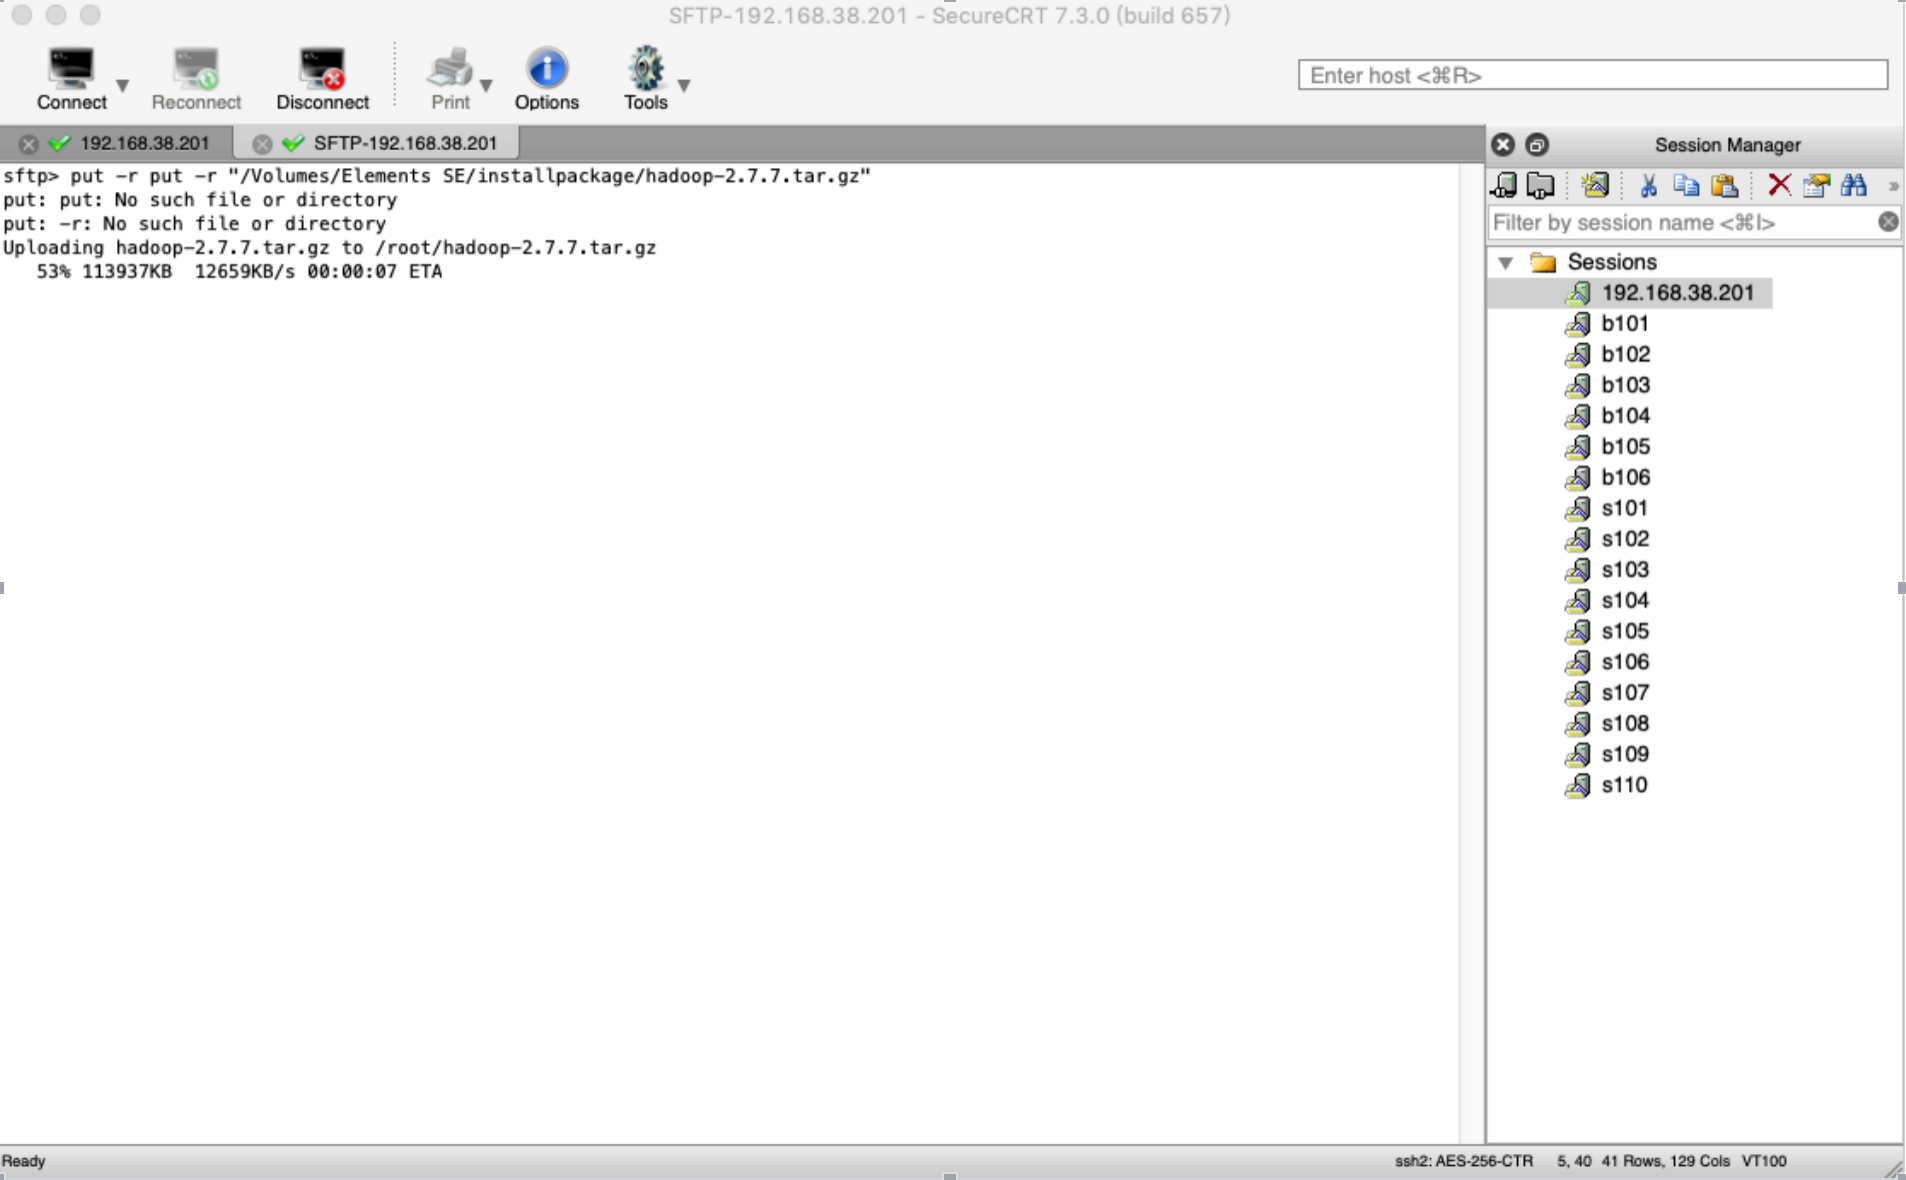 SFTP-192.168.38.201 - SecureCRT 7.3.0 (build 657)
Connect
Reconnect
Disconnect
Print
Options
Tools
Enter host <⌘R>
192.168.38.201
SFTP-192.168.38.201
sftp> put -r put -r "/Volumes/Elements SE/installpackage/hadoop-2.7.7.tar.gz"
put: put: No such file or directory
put: -r: No such file or directory
Uploading hadoop-2.7.7.tar.gz to /root/hadoop-2.7.7.tar.gz
53% 113937KB 12659KB/s 00:00:07 ETA
Session Manager
Filter by session name <⌘I>
Sessions
192.168.38.201
b101
b102
b103
b104
b105
b106
s101
s102
s103
s104
s105
s106
s107
s108
s109
s110
Ready
ssh2: AES-256-CTR 5, 40 41 Rows, 129 Cols VT100